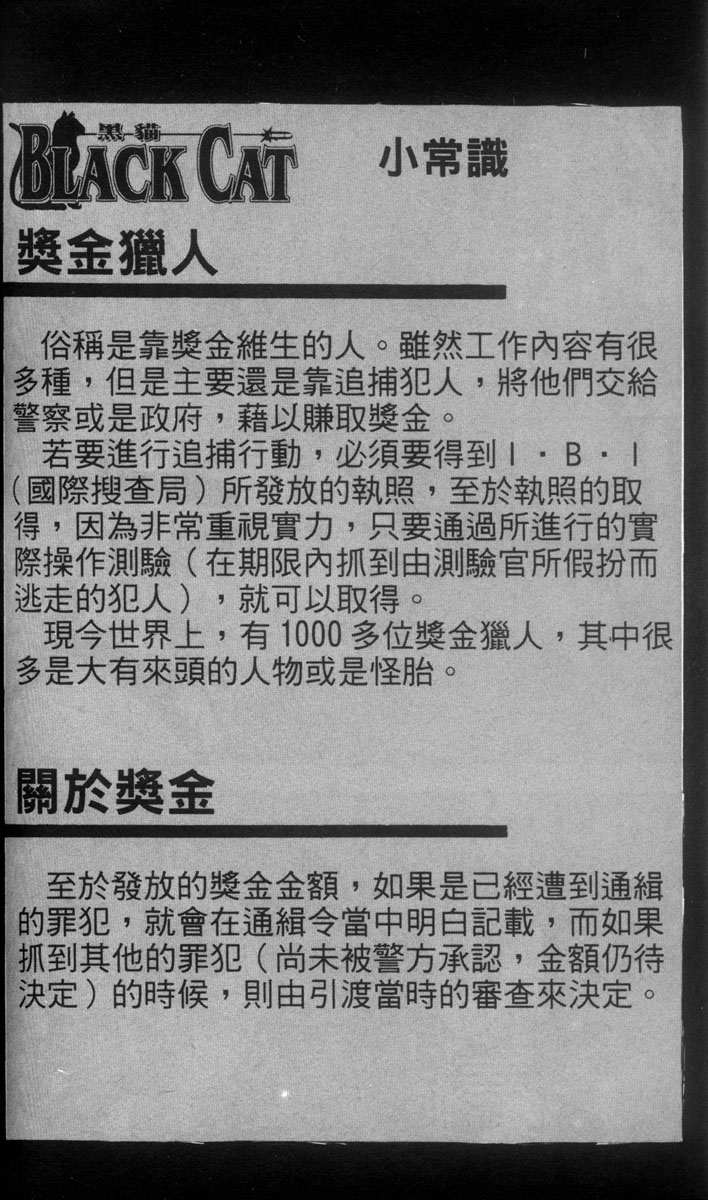 黑貓
BLACK CAT
小常識
獎金獵人
俗稱是靠獎金維生的人。雖然工作內容有很
多種，但是主要還是靠追捕犯人，將他們交給
警察或是政府，藉以賺取獎金。
若要進行追捕行動，必須要得到I・B・I
（國際搜查局）所發放的執照，至於執照的取
得，因為非常重視實力，只要通過所進行的實
際操作測驗（在期限內抓到由測驗官所假扮而
逃走的犯人），就可以取得。
現今世界上，有1000多位獎金獵人，其中很
多是大有來頭的人物或是怪胎。
關於獎金
至於發放的獎金金額，如果是已經遭到通緝
的罪犯，就會在通緝令當中明白記載，而如果
抓到其他的罪犯（尚未被警方承認，金額仍待
決定）的時候，則由引渡當時的審查來決定。